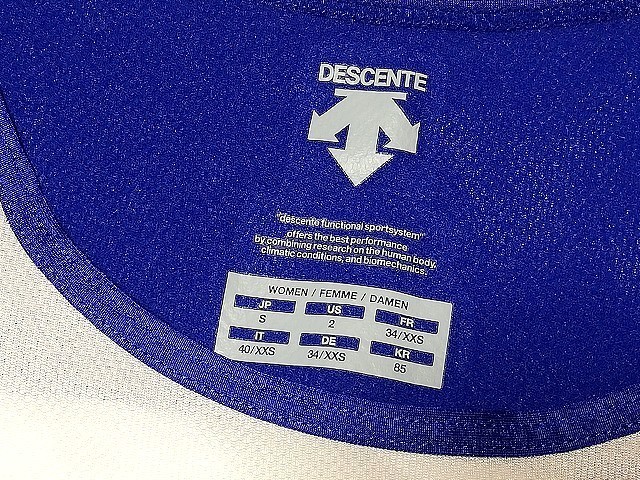 DESCENTE
"descente functional sportsystem"
offers the best performance
by combining research on the human body,
climatic conditions, and biomechanics.
WOMEN / FEMME / DAMEN
JP US FR
S 2 34/XXS
IT DE KR
40/XXS 34/XXS 85